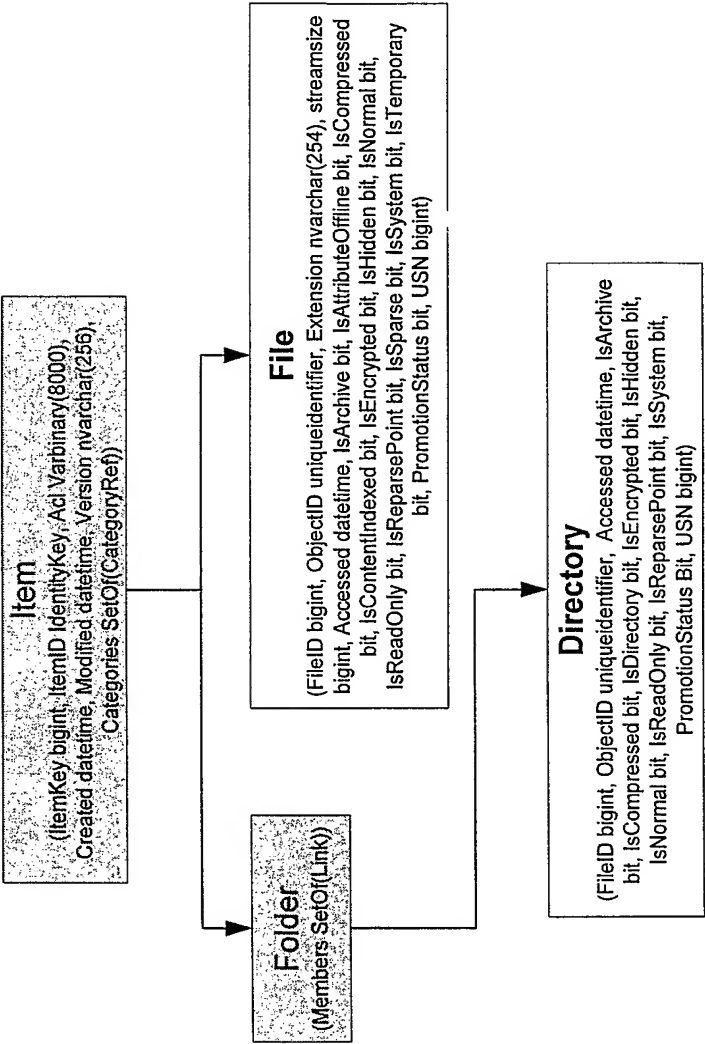 Item
(ItemKey bigint, ItemID IdentityKey, Acl Varbinary(8000),
Created datetime, Modified datetime, Version nvarchar(256),
Categories SetOf(CategoryRef))
Folder
(Members SetOf(Link))
File
(FileID bigint, ObjectID uniqueidentifier, Extension nvarchar(254), streamsize
bigint, Accessed datetime, IsArchive bit, IsAttributeOffline bit, IsCompressed
bit, IsContentIndexed bit, IsEncrypted bit, IsHidden bit, IsNormal bit,
IsReadOnly bit, IsReparsePoint bit, IsSparse bit, IsSystem bit, IsTemporary
bit, PromotionStatus bit, USN bigint)
Directory
(FileID bigint, ObjectID uniqueidentifier, Accessed datetime, IsArchive
bit, IsCompressed bit, IsDirectory bit, IsEncrypted bit, IsHidden bit,
IsNormal bit, IsReadOnly bit, IsReparsePoint bit, IsSystem bit,
PromotionStatus Bit, USN bigint)